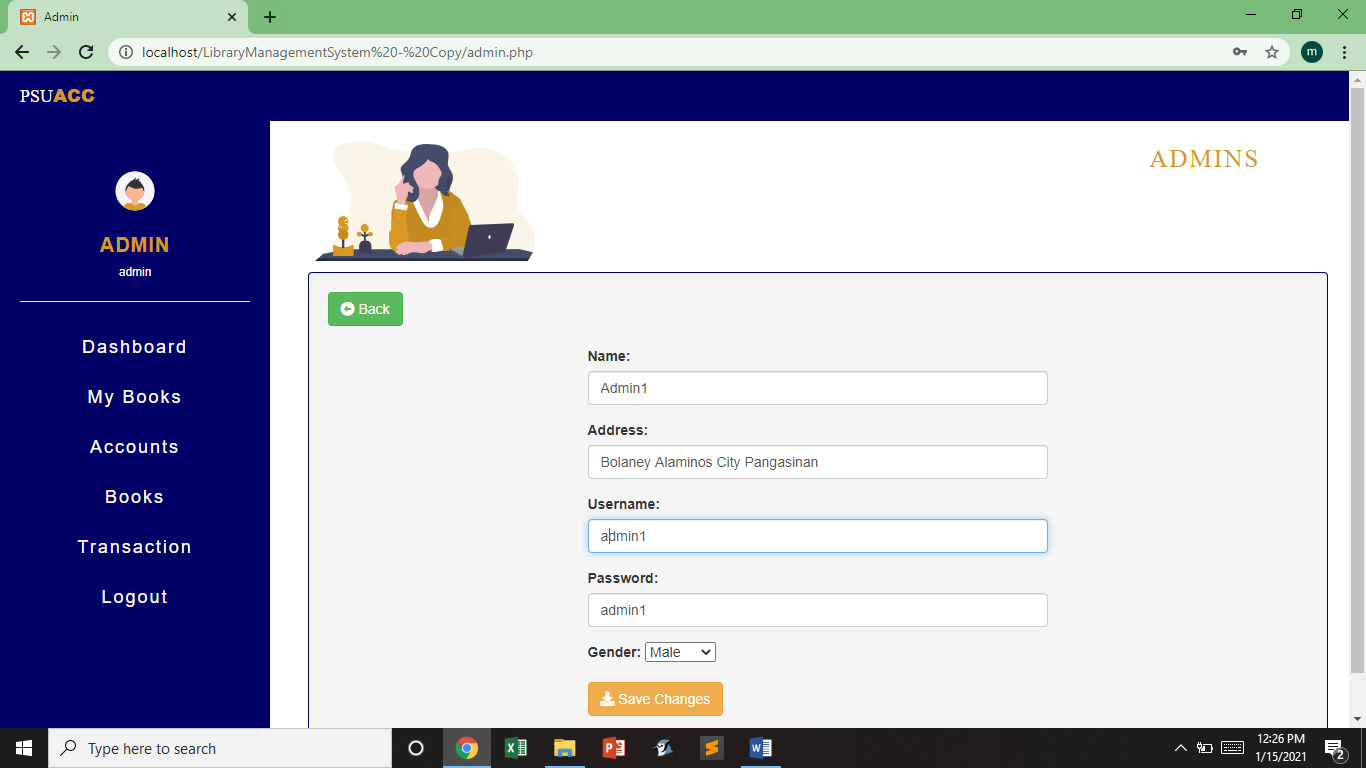 Admin
localhost/LibraryManagementSystem%20-%20Copy/admin.php
m
PSUACC
ADMIN
admin
Dashboard
My Books
Accounts
Books
Transaction
Logout
ADMINS
Back
Name:
Admin1
Address:
Bolaney Alaminos City Pangasinan
Username:
admin1
Password:
admin1
Gender: Male
Save Changes
Type here to search
12:26 PM
1/15/2021
2